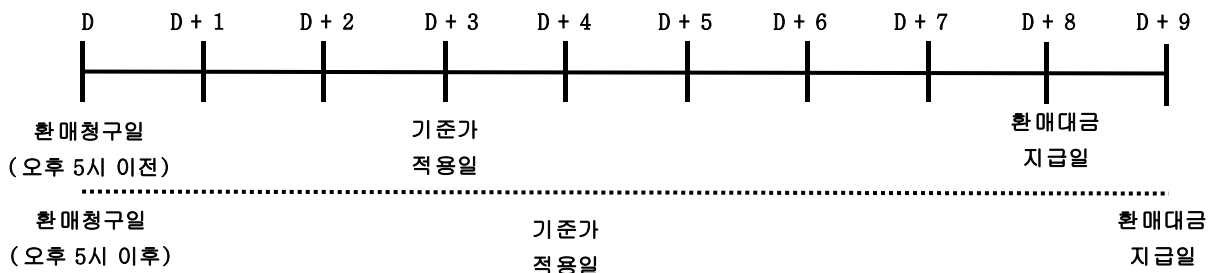 D D + 1 D + 2 D + 3 D + 4 D + 5 D + 6 D + 7 D + 8 D + 9
환매청구일 기준가 환매대금
(오후 5시 이전) 적용일 지급일
환매청구일 기준가 환매대금
(오후 5시 이후) 적용일 지급일